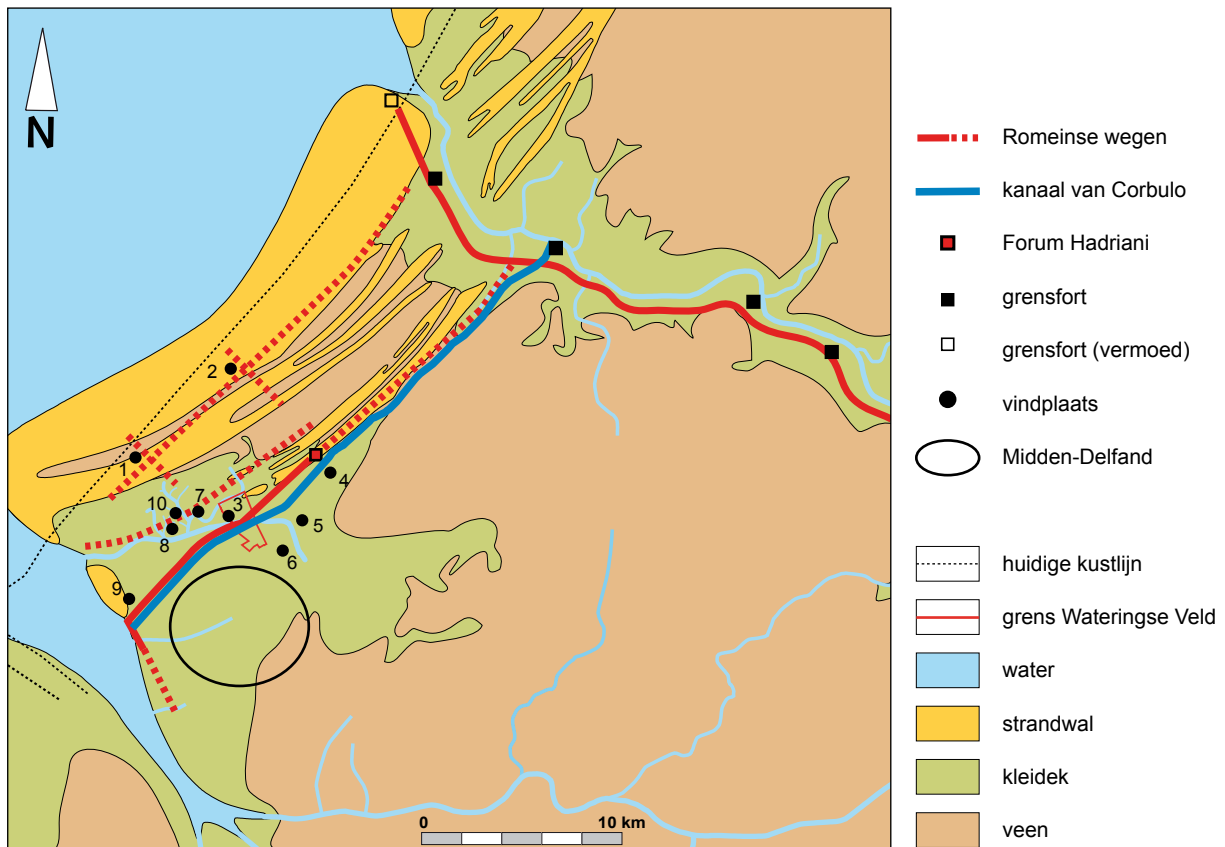 N
2
1
10
7
3
8
4
5
6
9
0
10 km
Romeinse wegen
kanaal van Corbulo
Forum Hadriani
grensfort
grensfort (vermoed)
vindplaats
Midden-Delfand
huidige kustlijn
grens Wateringse Veld
water
strandwal
kleidek
veen